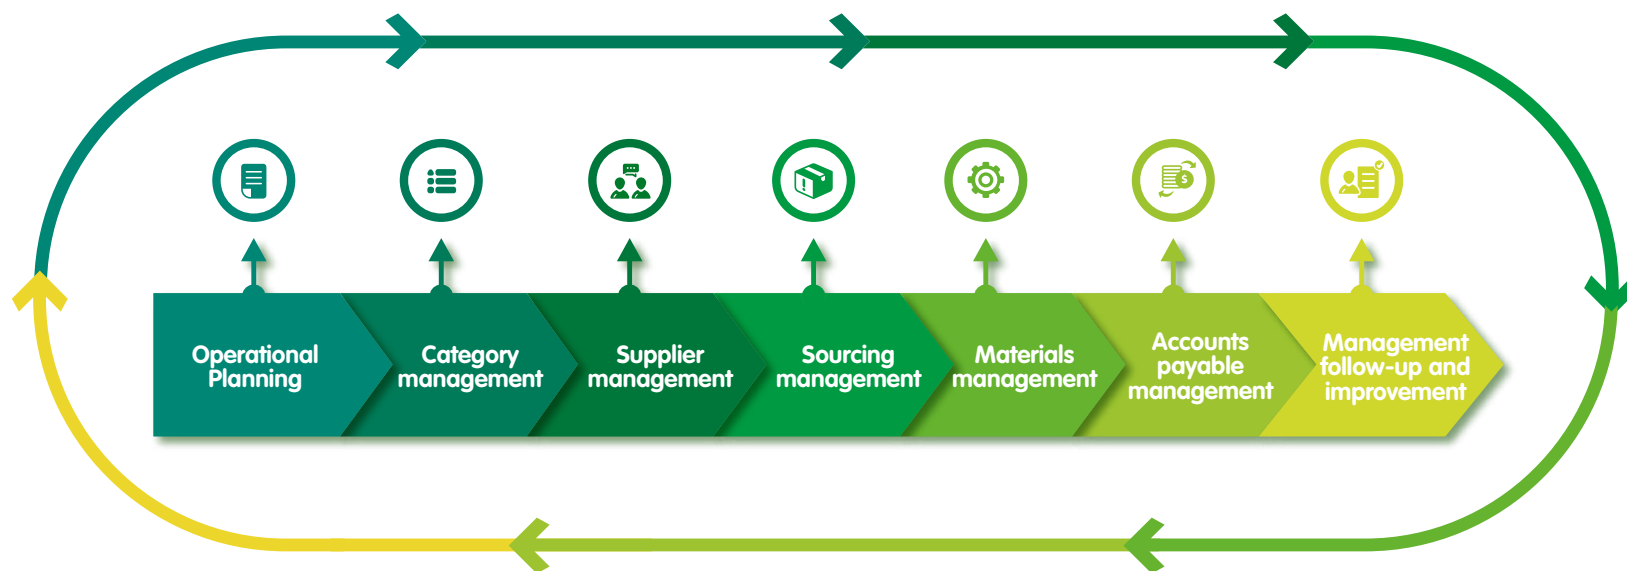 Operational
Planning
Category
management
Supplier
management
Sourcing
management
Materials
management
Accounts
payable
management
Management
follow-up and
improvement
$